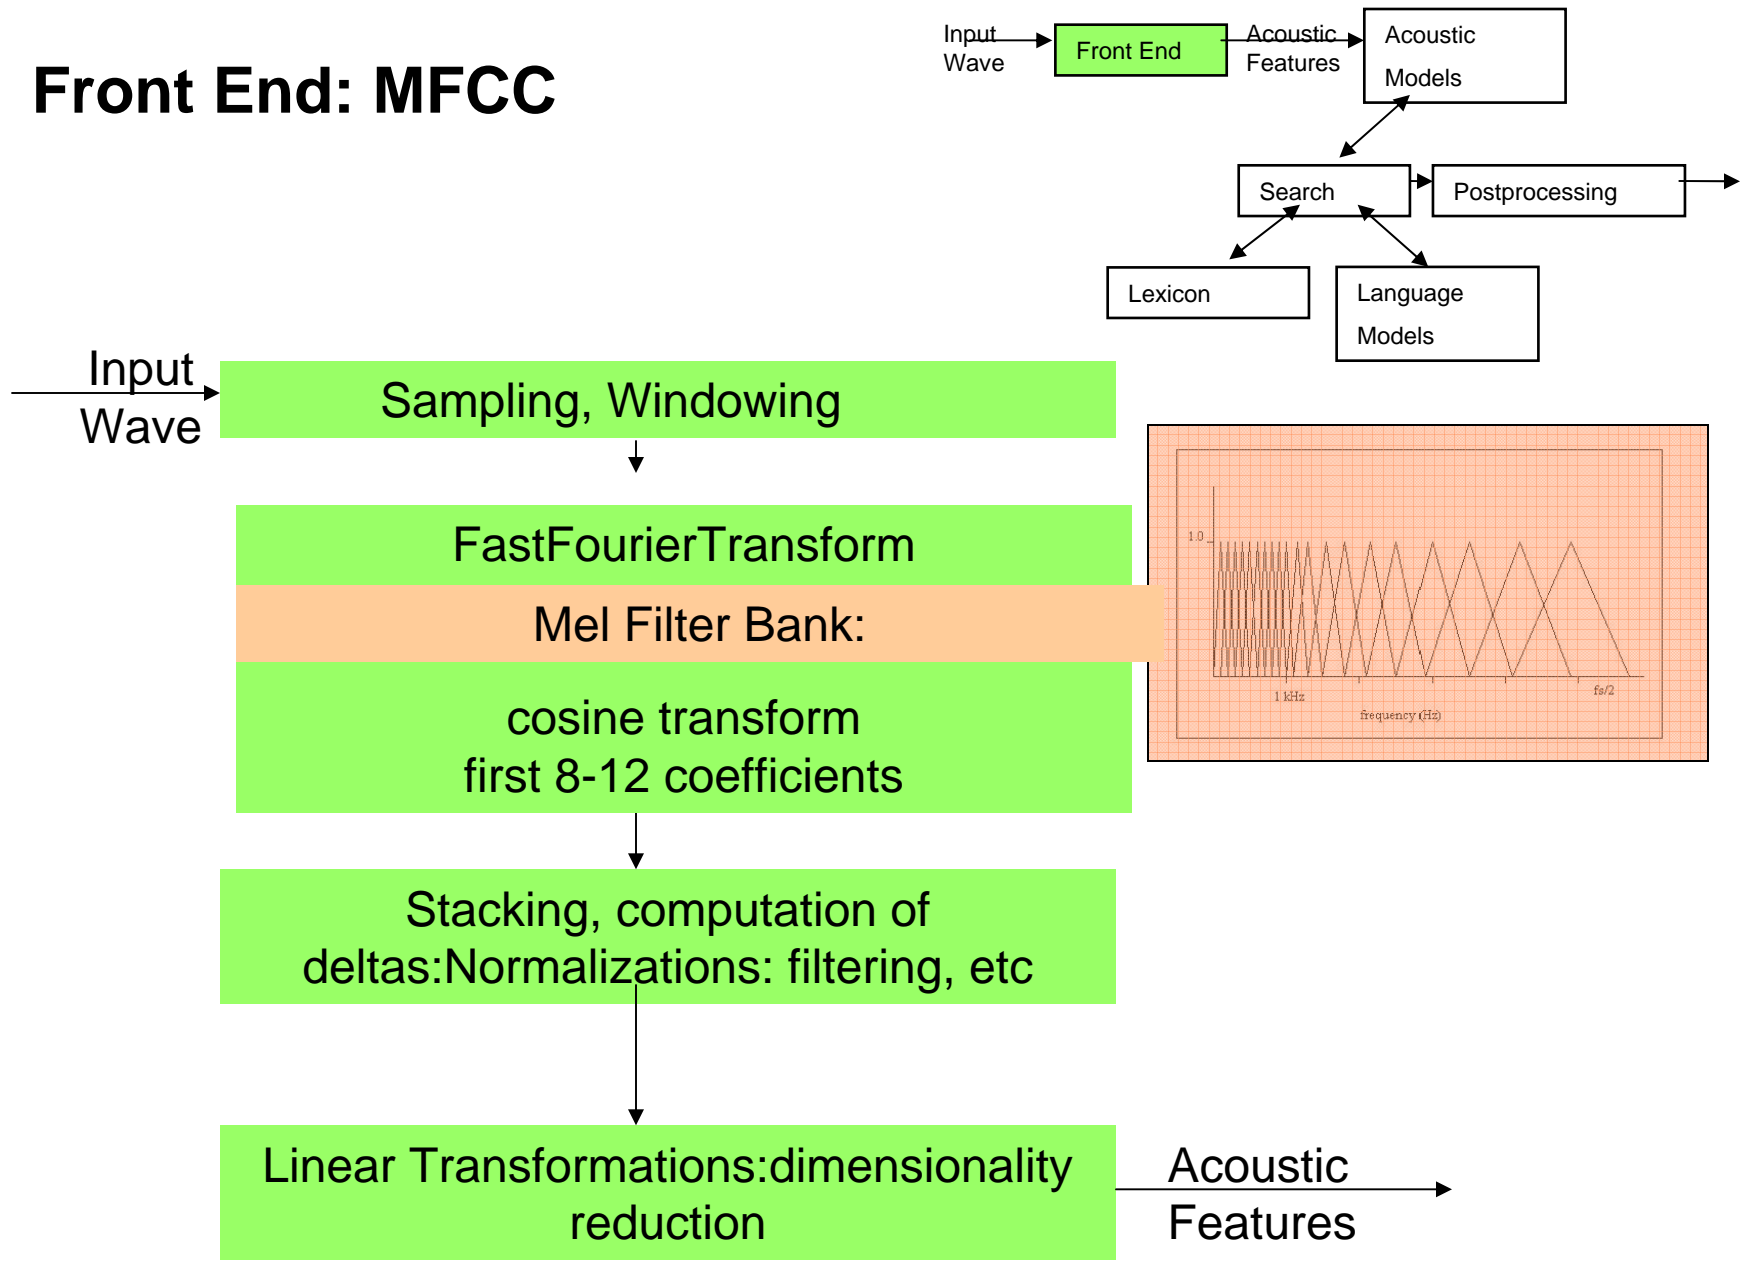 Front End: MFCC
Input
Wave
Front End
Acoustic
Features
Acoustic
Models
Search
Postprocessing
Lexicon
Language
Models
Input
Wave
Sampling, Windowing
FastFourierTransform
Mel Filter Bank:
cosine transform
first 8-12 coefficients
1.0
1 kHz
fs/2
frequency (Hz)
Stacking, computation of
deltas:Normalizations: filtering, etc
Linear Transformations:dimensionality
reduction
Acoustic
Features